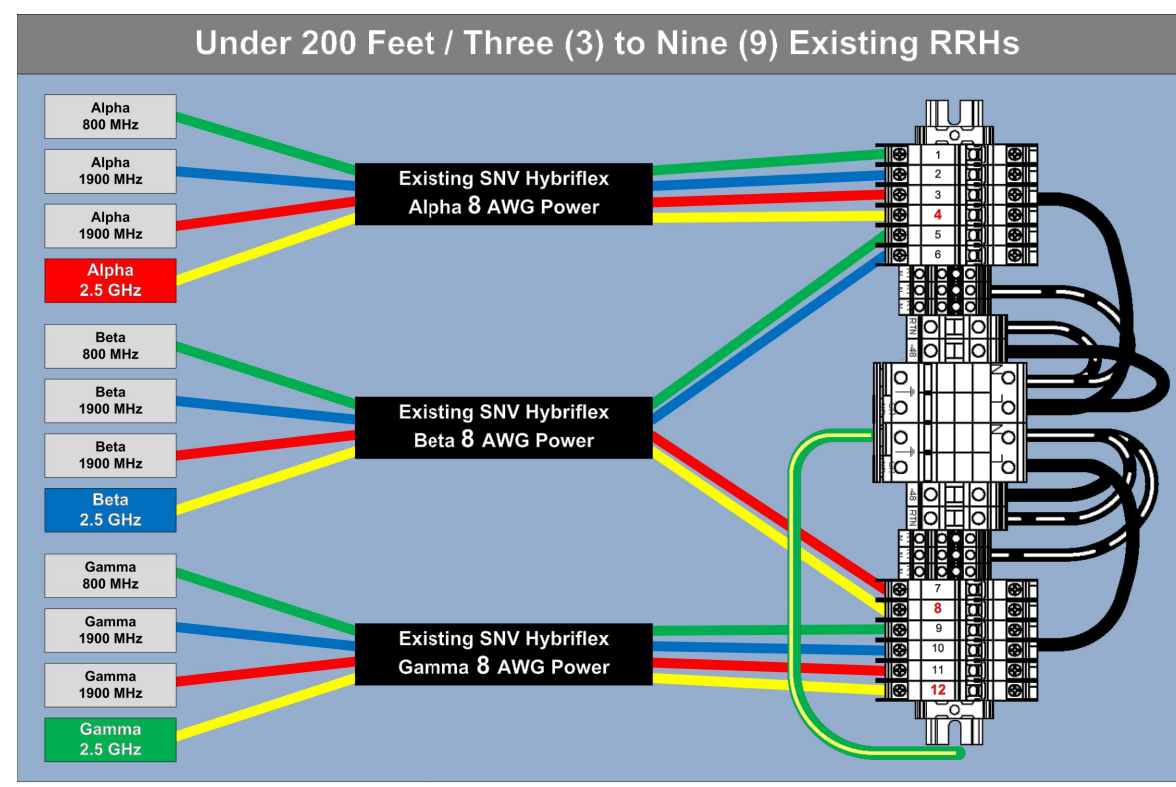 Under 200 Feet / Three (3) to Nine (9) Existing RRHs
Alpha
800 MHz
Alpha
1900 MHz
Alpha
1900 MHz
Alpha
2.5 GHz
Existing SNV Hybriflex
Alpha 8 AWG Power
Beta
800 MHz
Beta
1900 MHz
Beta
1900 MHz
Beta
2.5 GHz
Existing SNV Hybriflex
Beta 8 AWG Power
Gamma
800 MHz
Gamma
1900 MHz
Gamma
1900 MHz
Gamma
2.5 GHz
Existing SNV Hybriflex
Gamma 8 AWG Power
1
2
3
4
5
6
RTN
-48
N
L
N
L
-48
RTN
7
8
9
10
11
12